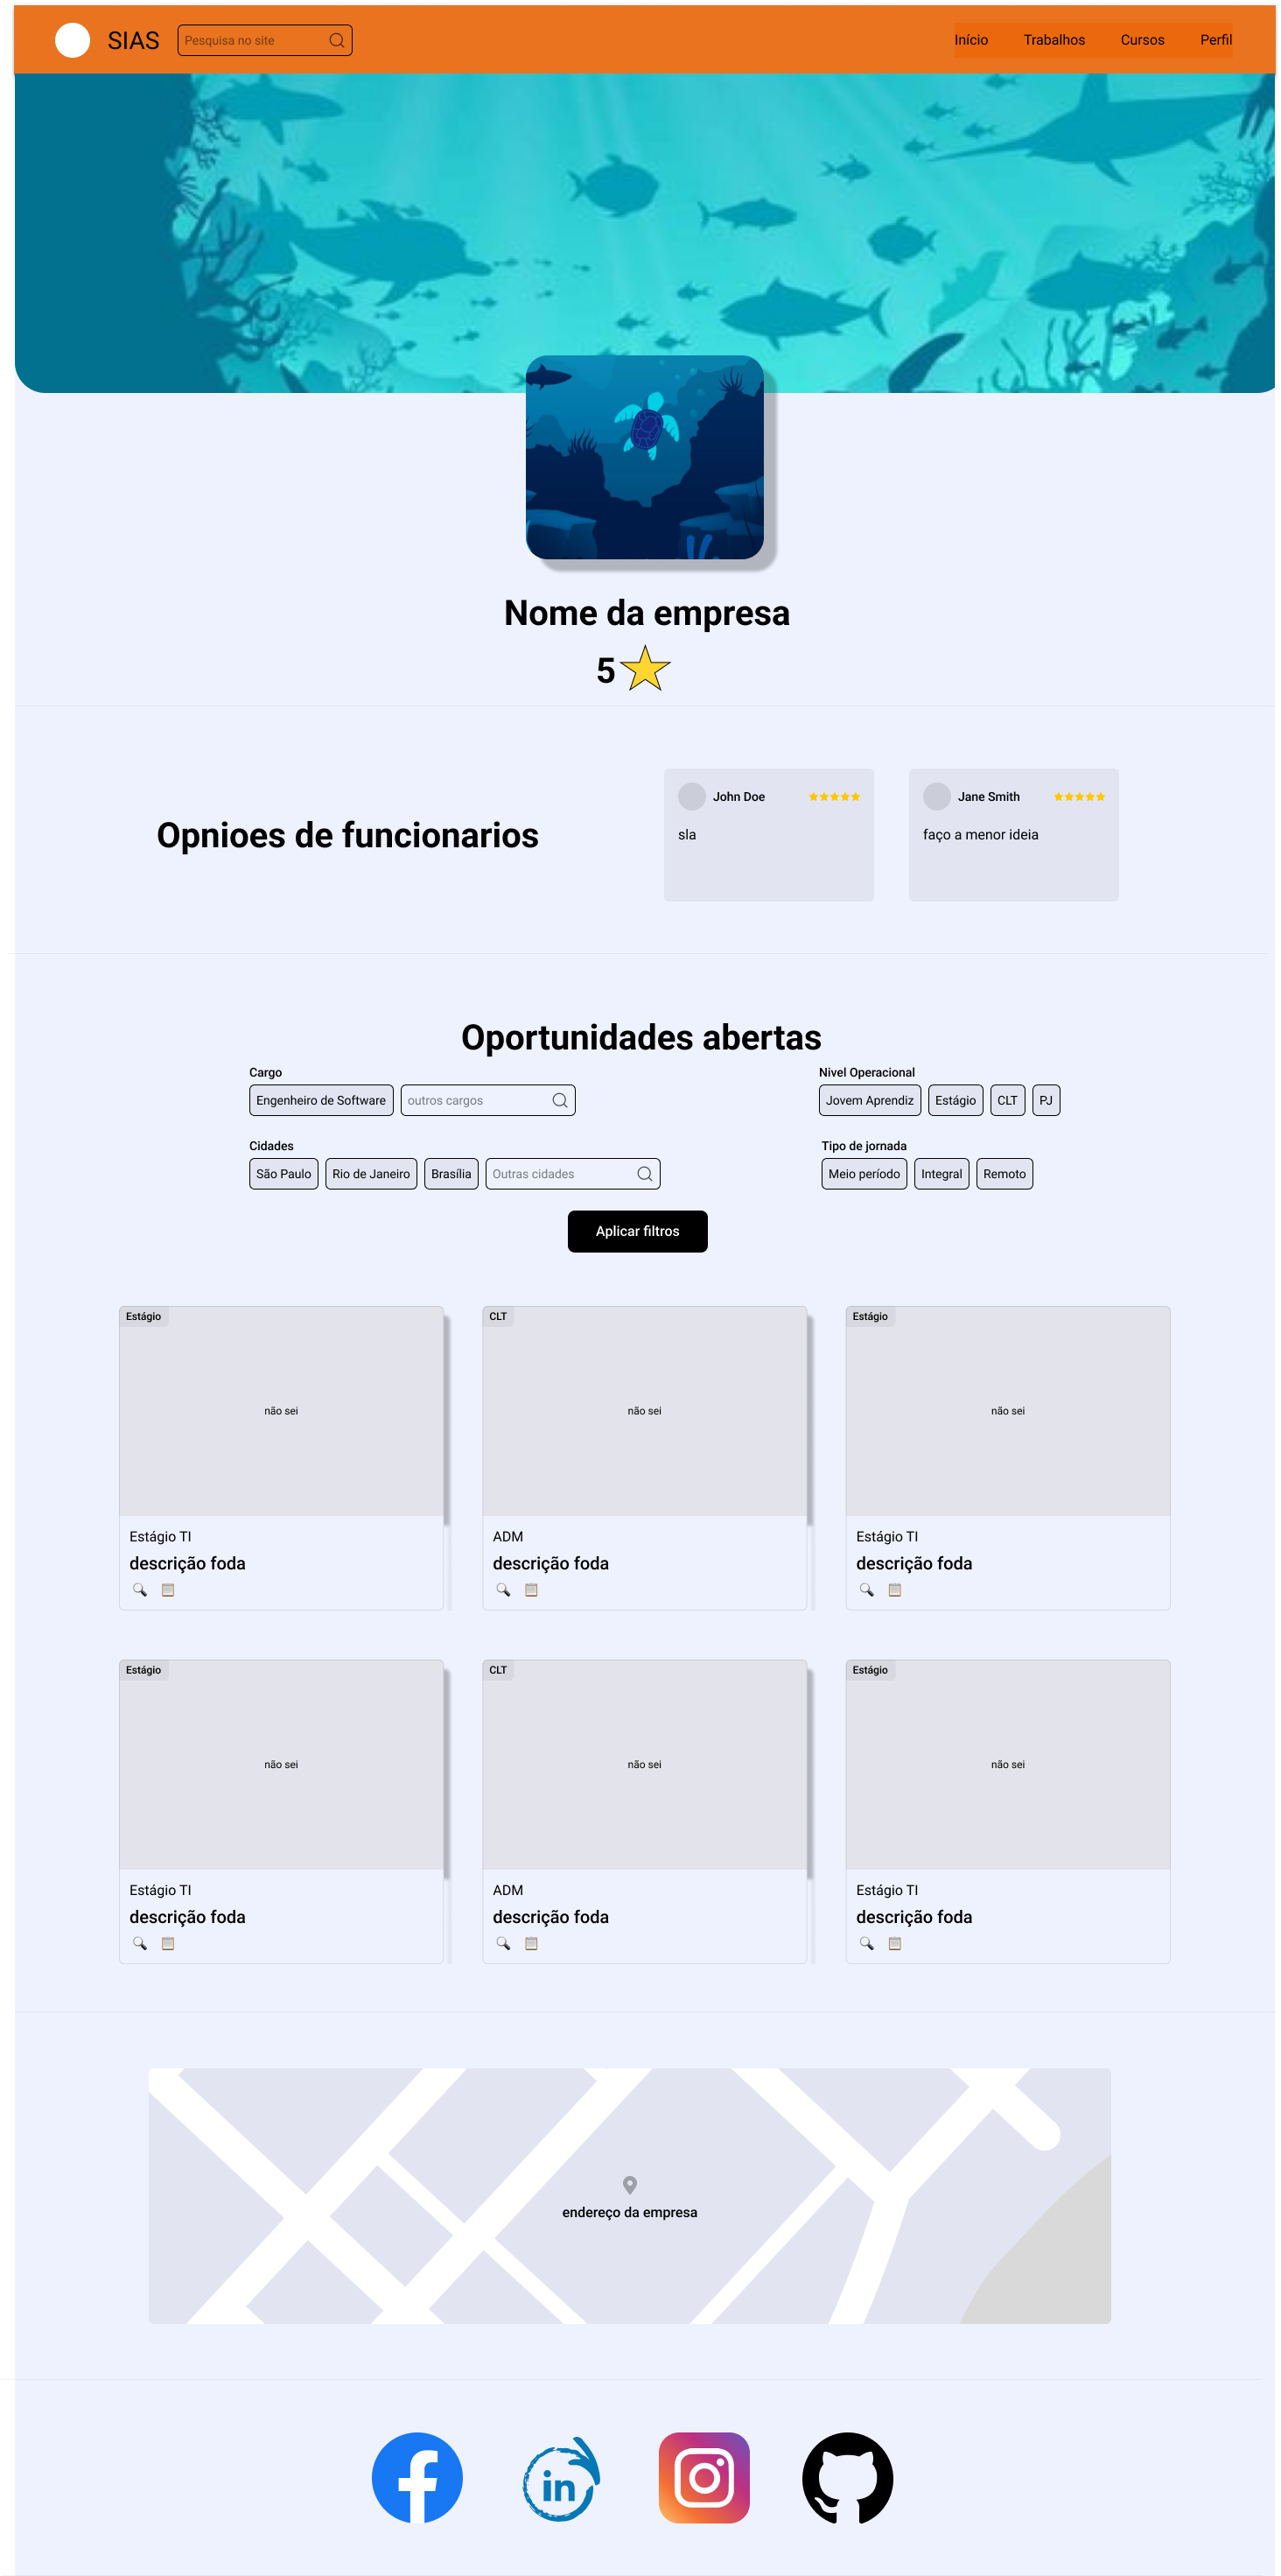 SIAS
Pesquisa no site
Início Trabalhos Cursos Perfil
Nome da empresa
5
Opnioes de funcionarios
John Doe
sla
Jane Smith
faço a menor ideia
Oportunidades abertas
Cargo
Engenheiro de Software outros cargos
Nivel Operacional
Jovem Aprendiz Estágio CLT PJ
Cidades
São Paulo Rio de Janeiro Brasília Outras cidades
Tipo de jornada
Meio período Integral Remoto
Aplicar filtros
Estágio
não sei
Estágio TI
descrição foda
CLT
não sei
ADM
descrição foda
Estágio
não sei
Estágio TI
descrição foda
Estágio
não sei
Estágio TI
descrição foda
CLT
não sei
ADM
descrição foda
Estágio
não sei
Estágio TI
descrição foda
endereço da empresa
in